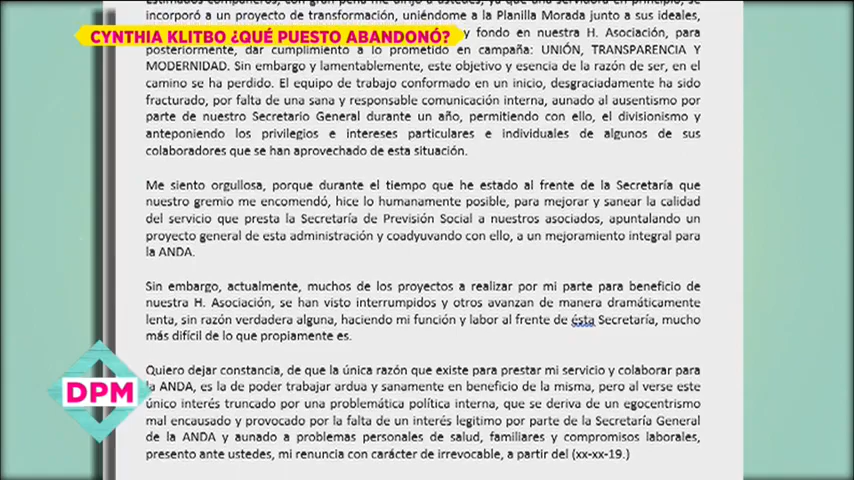 Estimados compañeros, con gran pena me dirijo a ustedes, ya que una servidora en principio, se
incorporó a un proyecto de transformación, uniéndome a la Planilla Morada junto a sus ideales,
CYNTHIA KLITBO ¿QUÉ PUESTO ABANDONÓ?
y fondo en nuestra H. Asociación, para
posteriormente, dar cumplimiento a lo prometido en campaña: UNIÓN, TRANSPARENCIA Y
MODERNIDAD. Sin embargo y lamentablemente, este objetivo y esencia de la razón de ser, en el
camino se ha perdido. El equipo de trabajo conformado en un inicio, desgraciadamente ha sido
fracturado, por falta de una sana y responsable comunicación interna, aunado al ausentismo por
parte de nuestro Secretario General durante un año, permitiendo con ello, el divisionismo y
anteponiendo los privilegios e intereses particulares e individuales de algunos de sus
colaboradores que se han aprovechado de esta situación.
Me siento orgullosa, porque durante el tiempo que he estado al frente de la Secretaría que
nuestro gremio me encomendó, hice lo humanamente posible, para mejorar y sanear la calidad
del servicio que presta la Secretaría de Previsión Social a nuestros asociados, apuntalando un
proyecto general de esta administración y coadyuvando con ello, a un mejoramiento integral para
la ANDA.
Sin embargo, actualmente, muchos de los proyectos a realizar por mi parte para beneficio de
nuestra H. Asociación, se han visto interrumpidos y otros avanzan de manera dramáticamente
lenta, sin razón verdadera alguna, haciendo mi función y labor al frente de ésta Secretaría, mucho
más difícil de lo que propiamente es.
Quiero dejar constancia, de que la única razón que existe para prestar mi servicio y colaborar para
la ANDA, es la de poder trabajar ardua y sanamente en beneficio de la misma, pero al verse este
único interés truncado por una problemática política interna, que se deriva de un egocentrismo
mal encausado y provocado por la falta de un interés legitimo por parte de la Secretaría General
de la ANDA y aunado a problemas personales de salud, familiares y compromisos laborales,
presento ante ustedes, mi renuncia con carácter de irrevocable, a partir del (xx-xx-19.)
DPM